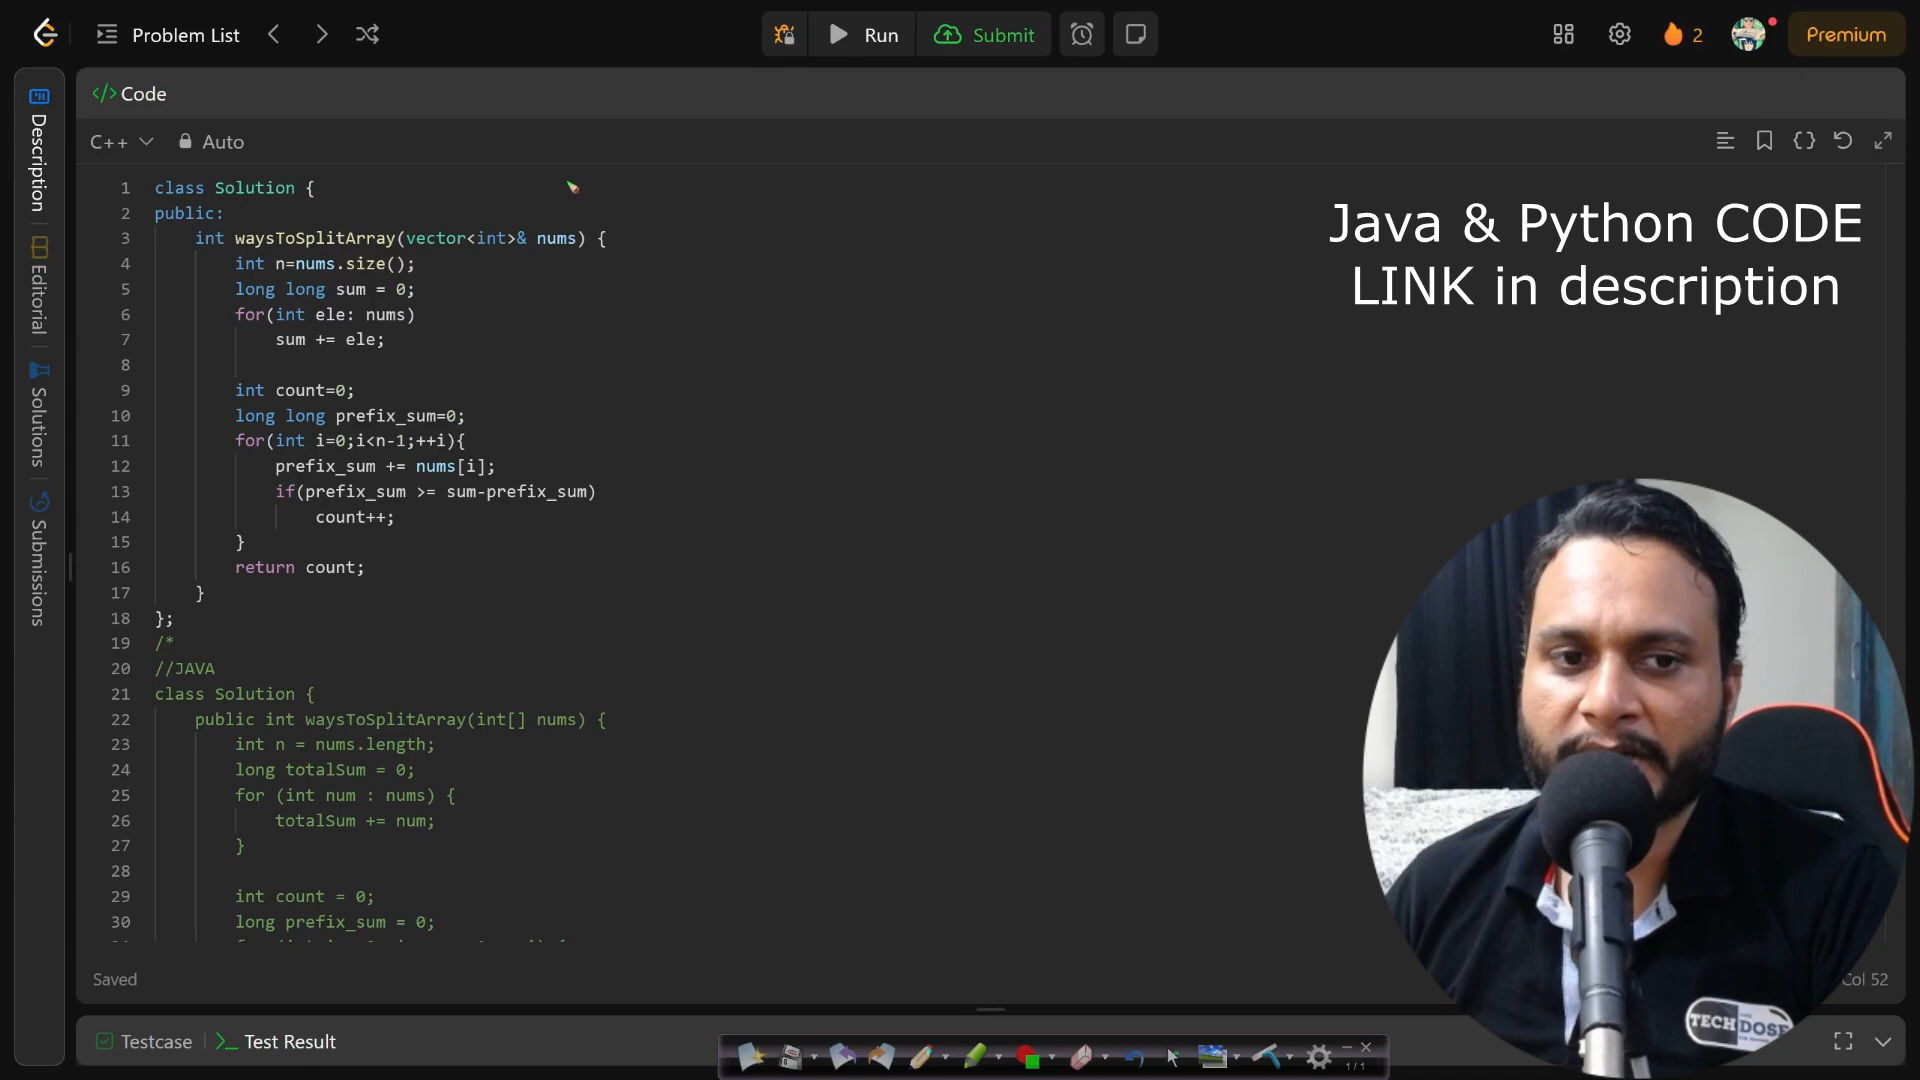 Problem List
Run
Submit
2
Premium
</> Code
C++
Auto
Description
Editorial
Solutions
Submissions
1 class Solution {
2 public:
3 int waysToSplitArray(vector<int>& nums) {
4 int n=nums.size();
5 long long sum = 0;
6 for(int ele: nums)
7 sum += ele;
8
9 int count=0;
10 long long prefix_sum=0;
11 for(int i=0;i<n-1;++i){
12 prefix_sum += nums[i];
13 if(prefix_sum >= sum-prefix_sum)
14 count++;
15 }
16 return count;
17 }
18 };
19 /*
20 //JAVA
21 class Solution {
22 public int waysToSplitArray(int[] nums) {
23 int n = nums.length;
24 long totalSum = 0;
25 for (int num : nums) {
26 totalSum += num;
27 }
28
29 int count = 0;
30 long prefix_sum = 0;
Java & Python CODE
LINK in description
TECH DOSE
Saved
Col 52
Testcase
Test Result
1/1